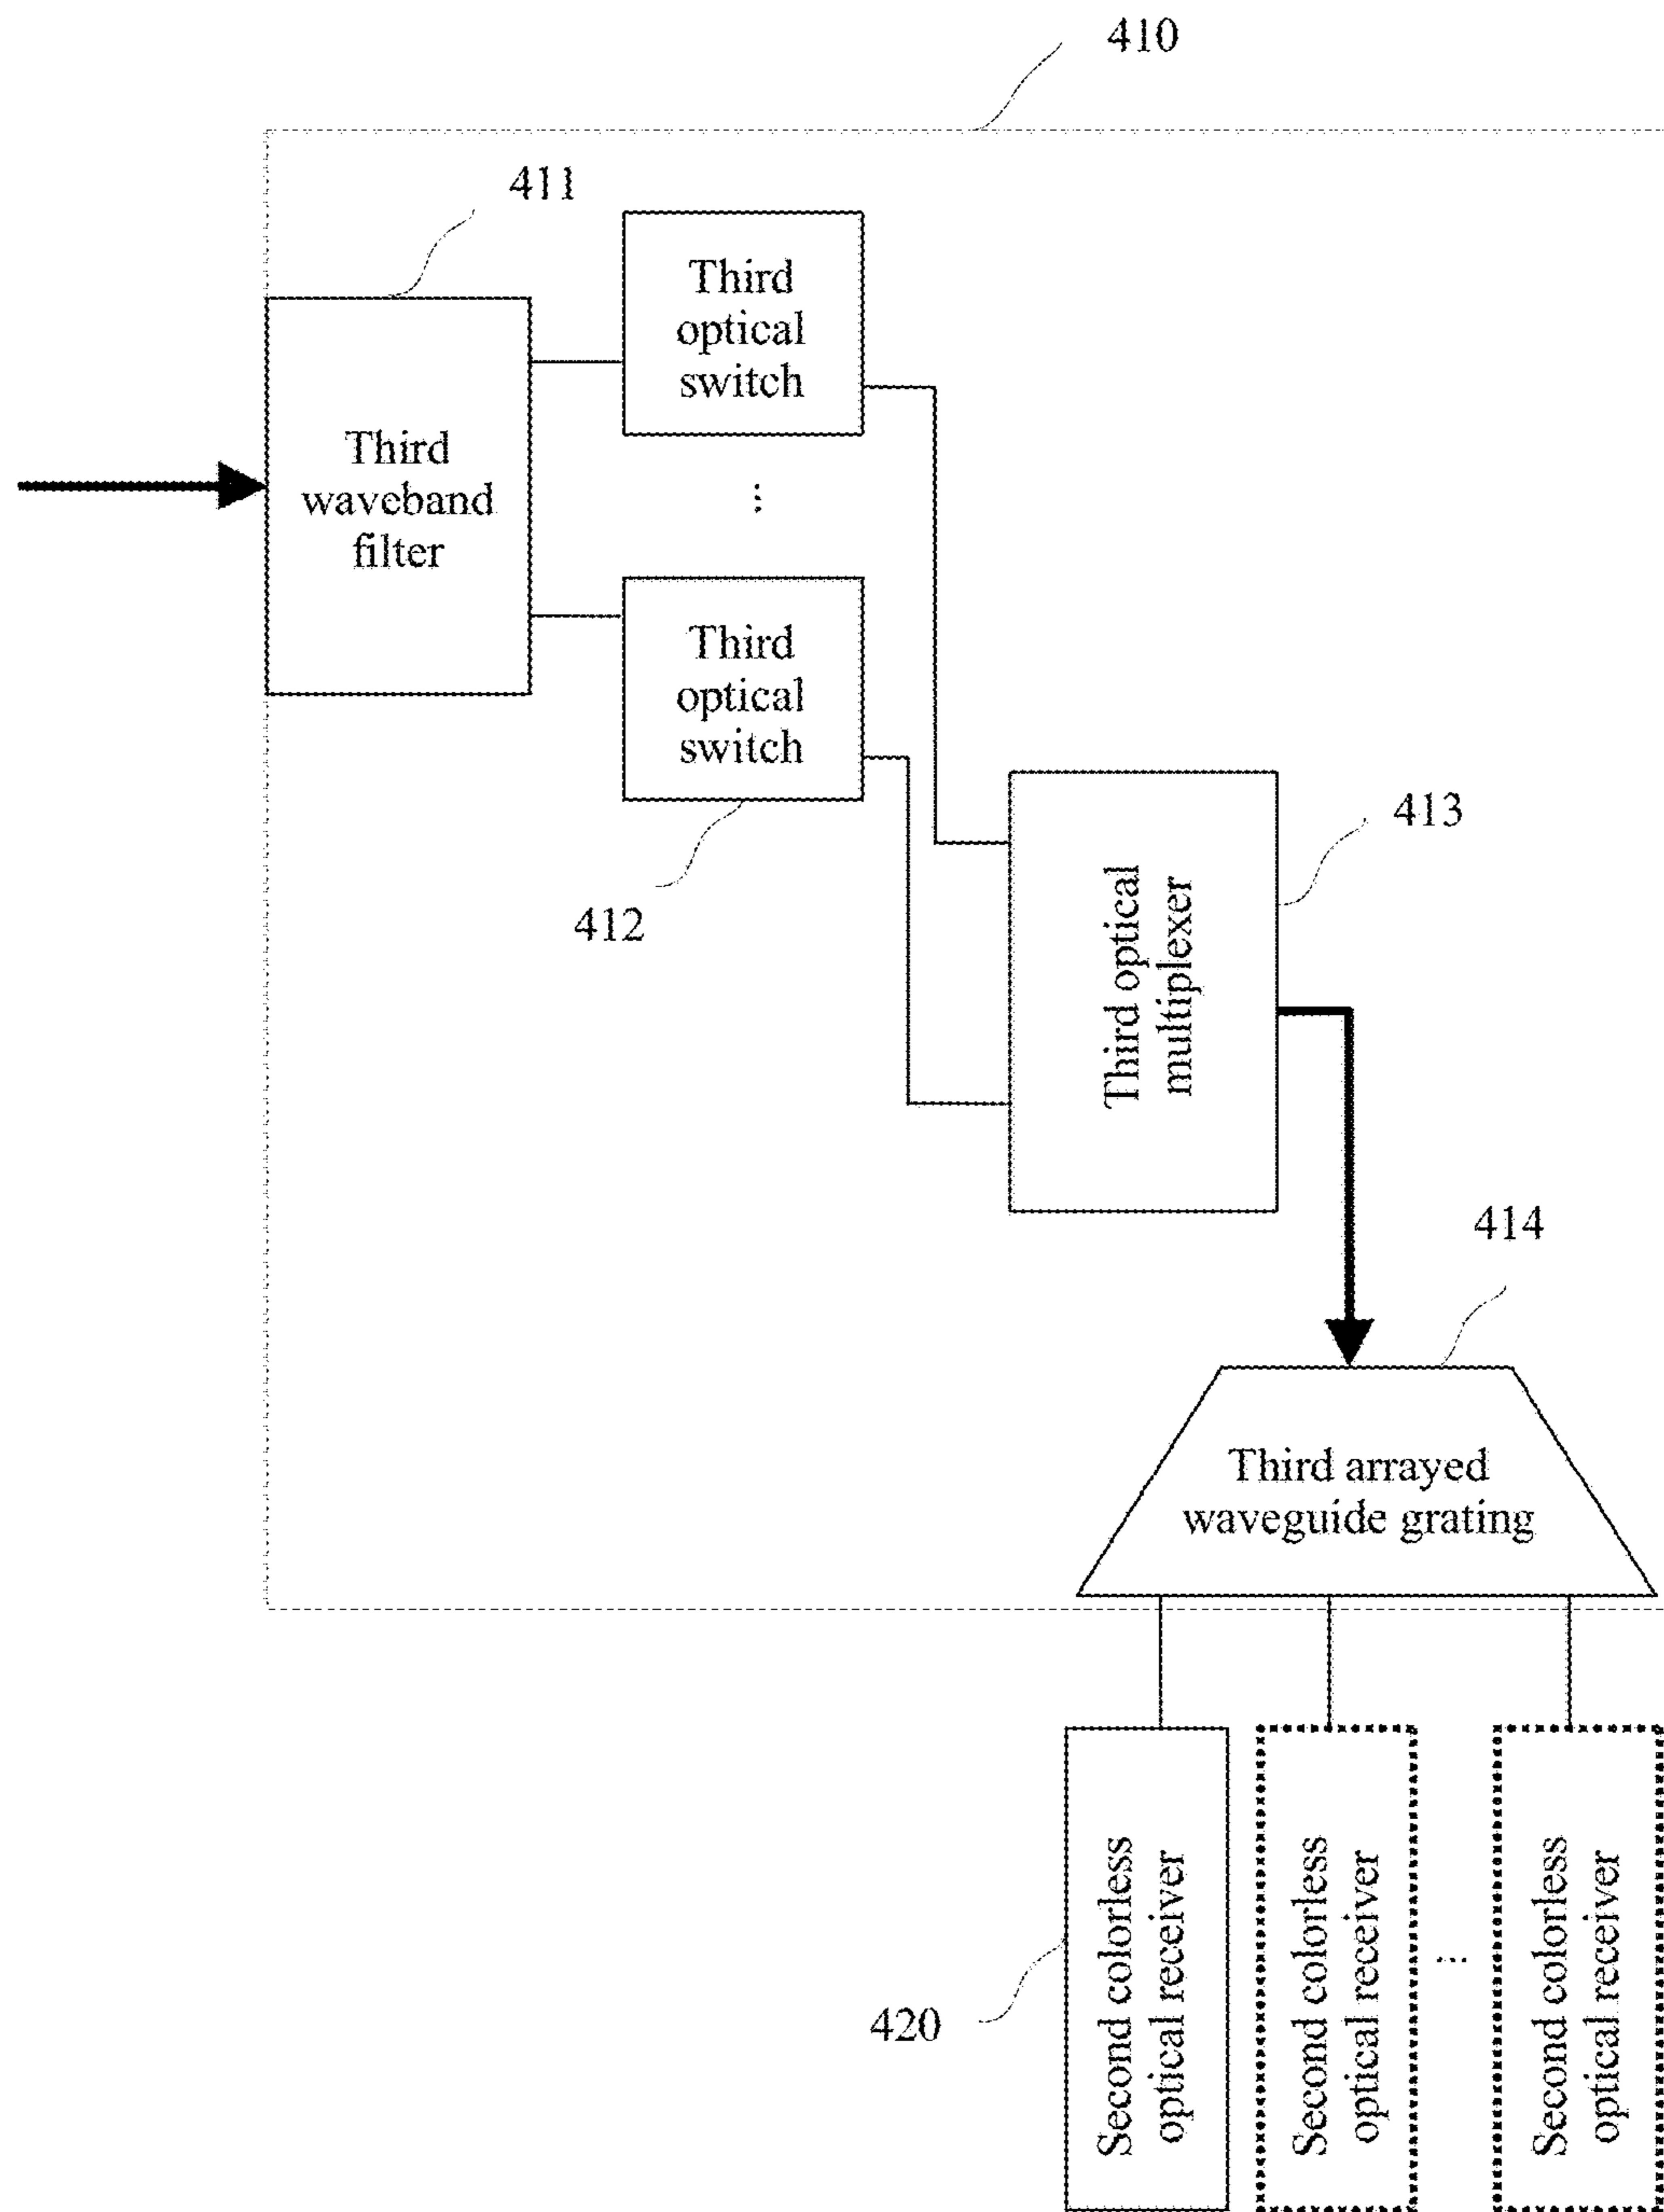 410
411
Third
optical
switch
Third
waveband
filter
...
Third
optical
switch
412
413
Third optical
multiplexer
414
Third arrayed
waveguide grating
420
Second colorless
optical receiver
Second colorless
optical receiver
...
Second colorless
optical receiver